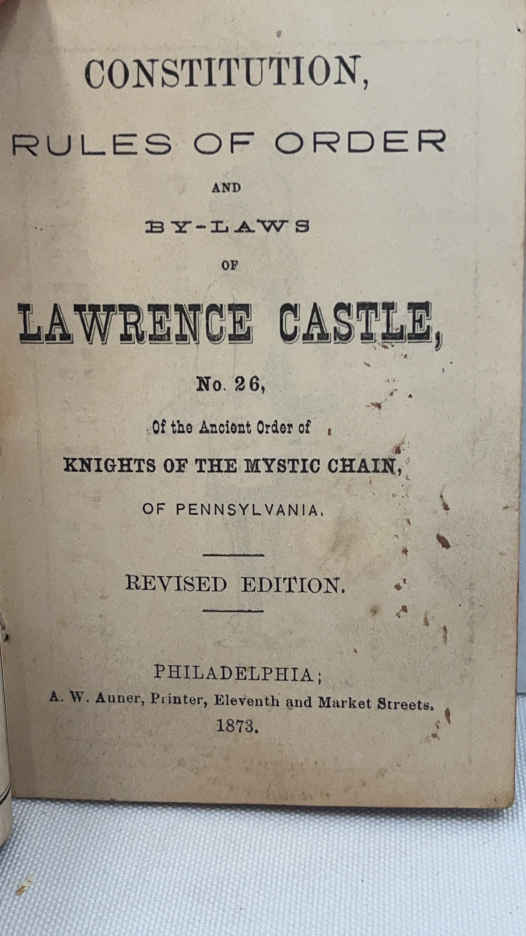 CONSTITUTION,
RULES OF ORDER
AND
BY-LAWS
OF
LAWRENCE CASTLE,
No. 26,
Of the Ancient Order of
KNIGHTS OF THE MYSTIC CHAIN,
OF PENNSYLVANIA.
REVISED EDITION.
PHILADELPHIA;
A. W. Auner, Printer, Eleventh and Market Streets.
1873.